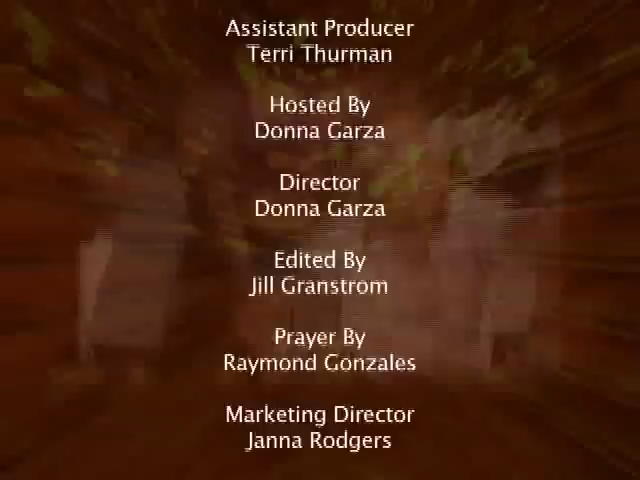 Assistant Producer
Terri Thurman
Hosted By
Donna Garza
Director
Donna Garza
Edited By
Jill Granstrom
Prayer By
Raymond Gonzales
Marketing Director
Janna Rodgers